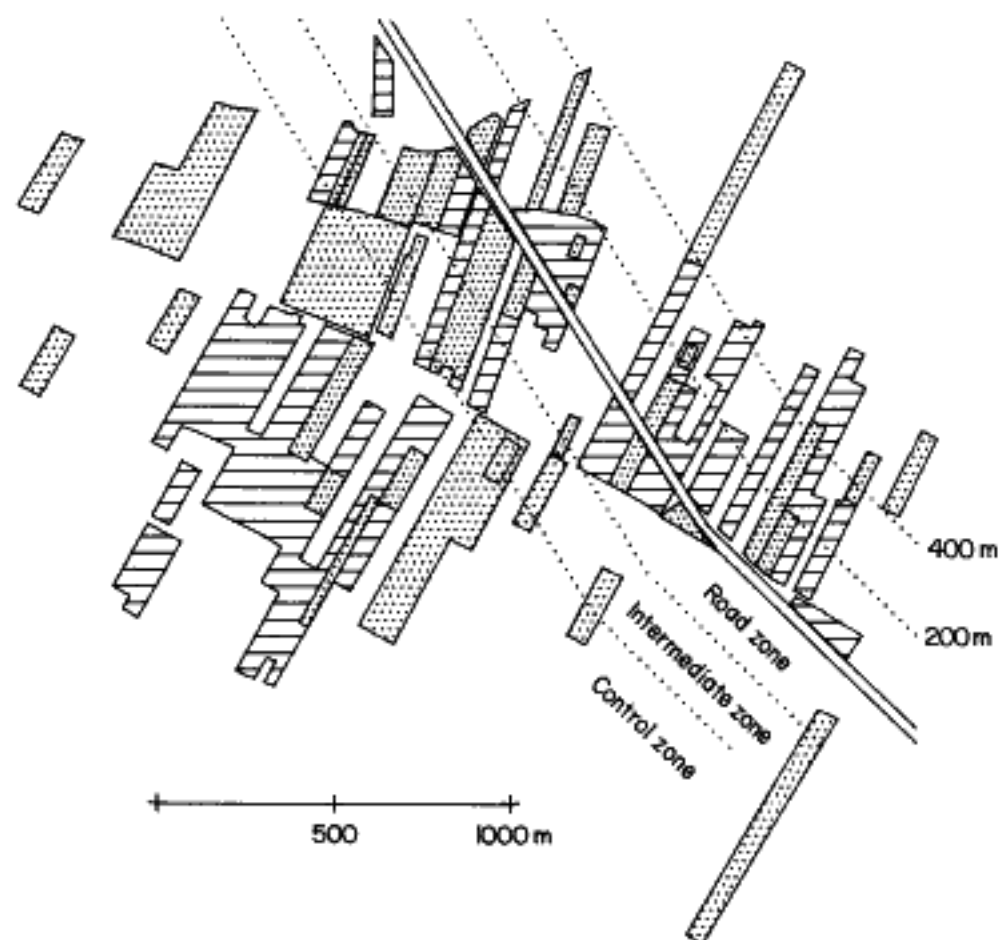 400 m
200 m
Road zone
Intermediate zone
Control zone
500
1000 m